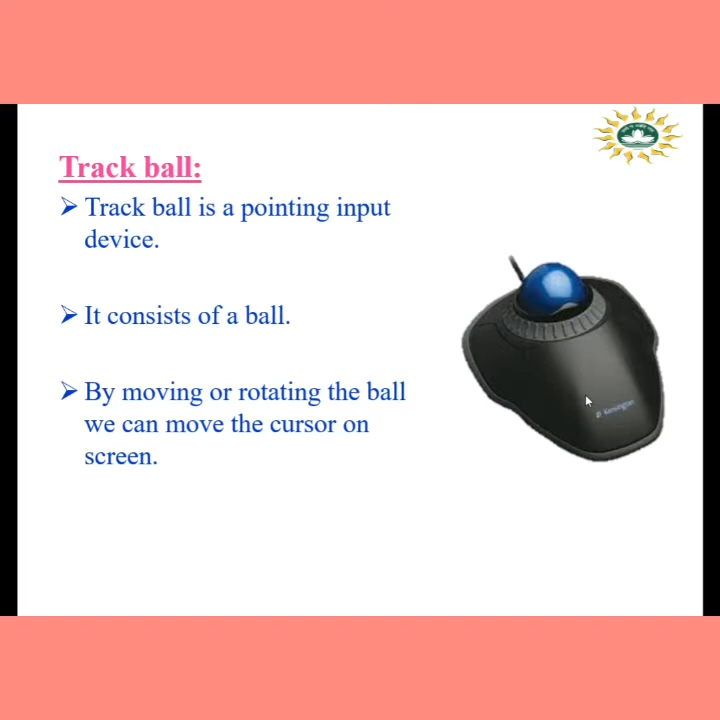 Track ball:
➢ Track ball is a pointing input
device.
➢ It consists of a ball.
➢ By moving or rotating the ball
we can move the cursor on
screen.
Kensington